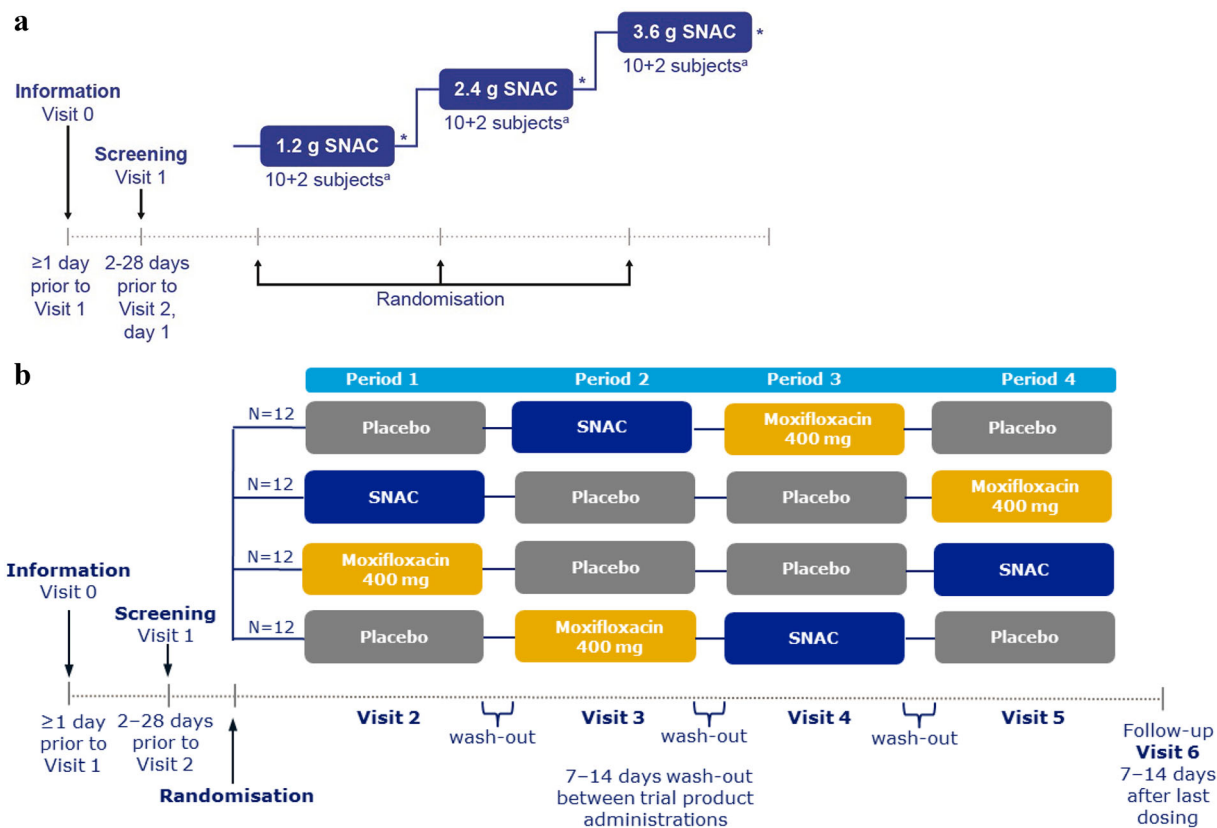 a
3.6 g SNAC *
10+2 subjectsᵃ
2.4 g SNAC *
10+2 subjectsᵃ
Information
Visit 0
1.2 g SNAC *
10+2 subjectsᵃ
Screening
Visit 1
≥1 day
prior to
Visit 1
2-28 days
prior to
Visit 2,
day 1
Randomisation
b
Period 1 Period 2 Period 3 Period 4
N=12 Placebo SNAC Moxifloxacin
400 mg Placebo
N=12 SNAC Placebo Placebo Moxifloxacin
400 mg
N=12 Moxifloxacin
400 mg Placebo Placebo SNAC
N=12 Placebo Moxifloxacin
400 mg SNAC Placebo
Information
Visit 0
Screening
Visit 1
≥1 day
prior to
Visit 1
2–28 days
prior to
Visit 2
Randomisation
Visit 2
wash-out
Visit 3
wash-out
Visit 4
wash-out
Visit 5
7–14 days wash-out
between trial product
administrations
Follow-up
Visit 6
7–14 days
after last
dosing